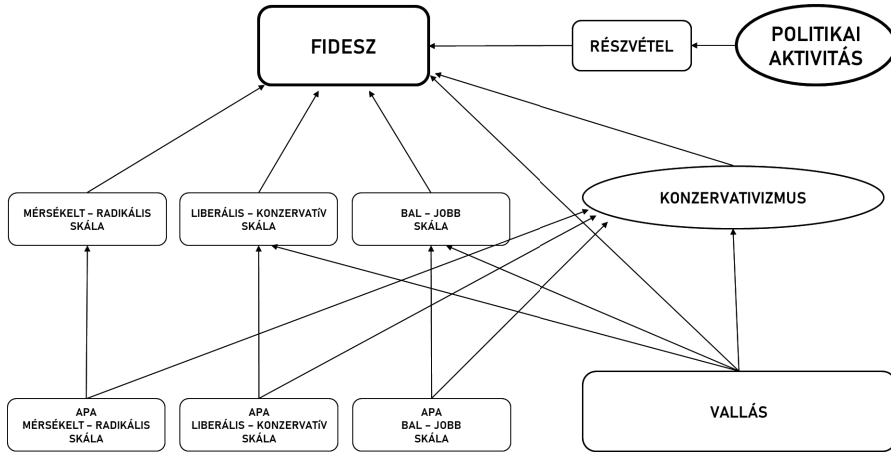 FIDESZ
RÉSZVÉTEL
POLITIKAI
AKTIVITÁS
MÉRSÉKELT – RADIKÁLIS
SKÁLA
LIBERÁLIS – KONZERVATíV
SKÁLA
BAL – JOBB
SKÁLA
KONZERVATIVIZMUS
APA
MÉRSÉKELT – RADIKÁLIS
SKÁLA
APA
LIBERÁLIS – KONZERVATíV
SKÁLA
APA
BAL – JOBB
SKÁLA
VALLÁS